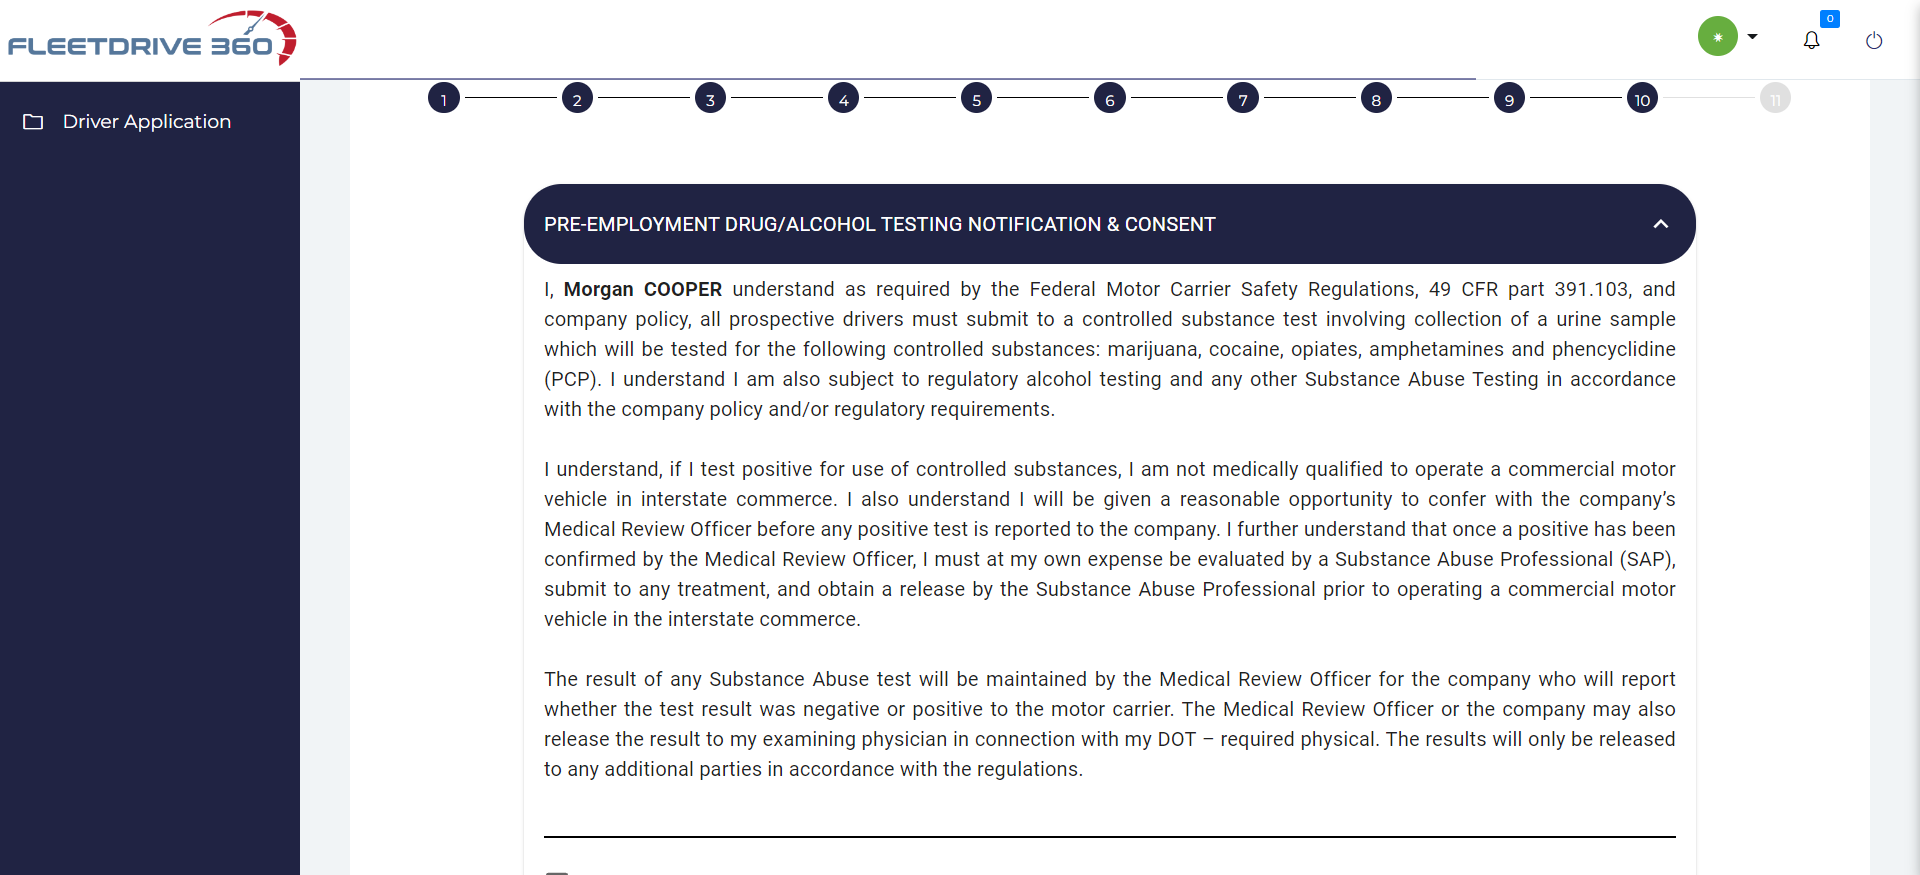 FLEETDRIVE 360
0
Driver Application
1 2 3 4 5 6 7 8 9 10 11
PRE-EMPLOYMENT DRUG/ALCOHOL TESTING NOTIFICATION & CONSENT
I, Morgan COOPER understand as required by the Federal Motor Carrier Safety Regulations, 49 CFR part 391.103, and
company policy, all prospective drivers must submit to a controlled substance test involving collection of a urine sample
which will be tested for the following controlled substances: marijuana, cocaine, opiates, amphetamines and phencyclidine
(PCP). I understand I am also subject to regulatory alcohol testing and any other Substance Abuse Testing in accordance
with the company policy and/or regulatory requirements.
I understand, if I test positive for use of controlled substances, I am not medically qualified to operate a commercial motor
vehicle in interstate commerce. I also understand I will be given a reasonable opportunity to confer with the company’s
Medical Review Officer before any positive test is reported to the company. I further understand that once a positive has been
confirmed by the Medical Review Officer, I must at my own expense be evaluated by a Substance Abuse Professional (SAP),
submit to any treatment, and obtain a release by the Substance Abuse Professional prior to operating a commercial motor
vehicle in the interstate commerce.
The result of any Substance Abuse test will be maintained by the Medical Review Officer for the company who will report
whether the test result was negative or positive to the motor carrier. The Medical Review Officer or the company may also
release the result to my examining physician in connection with my DOT – required physical. The results will only be released
to any additional parties in accordance with the regulations.